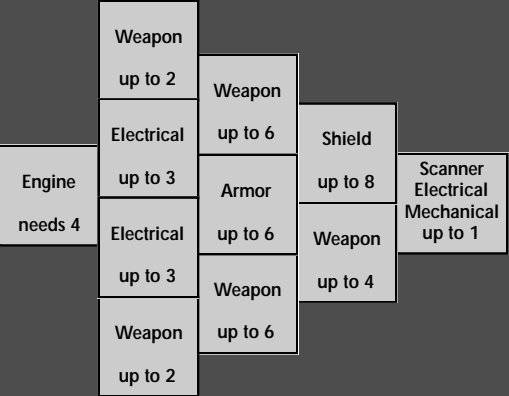 Engine
needs 4
Weapon
up to 2
Electrical
up to 3
Electrical
up to 3
Weapon
up to 2
Weapon
up to 6
Armor
up to 6
Weapon
up to 6
Shield
up to 8
Weapon
up to 4
Scanner
Electrical
Mechanical
up to 1